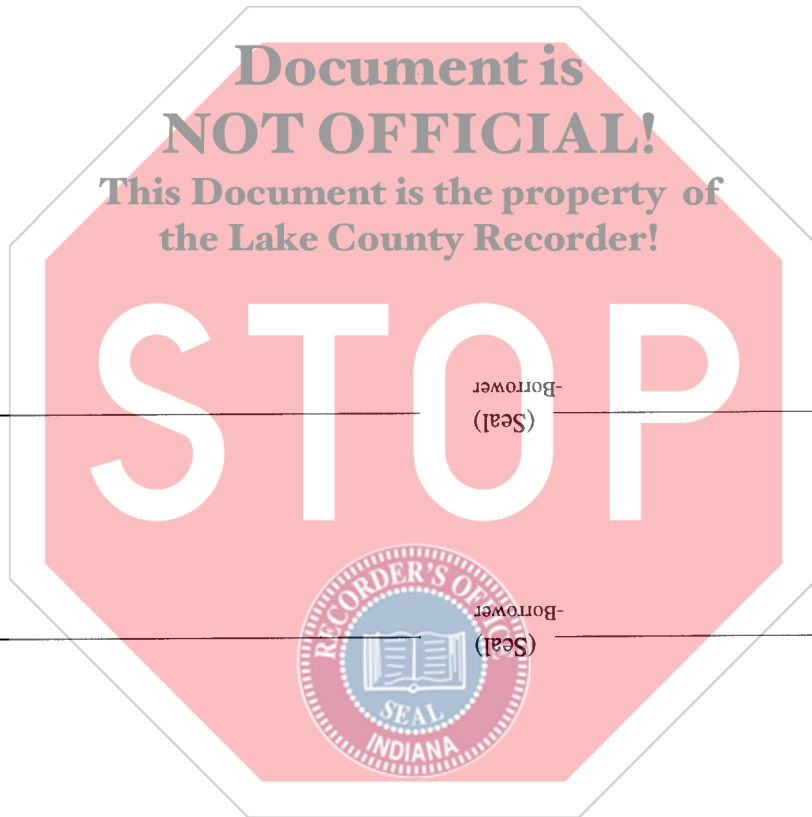 Document is
NOT OFFICIAL!
This Document is the property of
the Lake County Recorder!
STOP
-Borrower
(Seal)
-Borrower
(Seal)
RECORDER'S OFFICE
SEAL
INDIANA